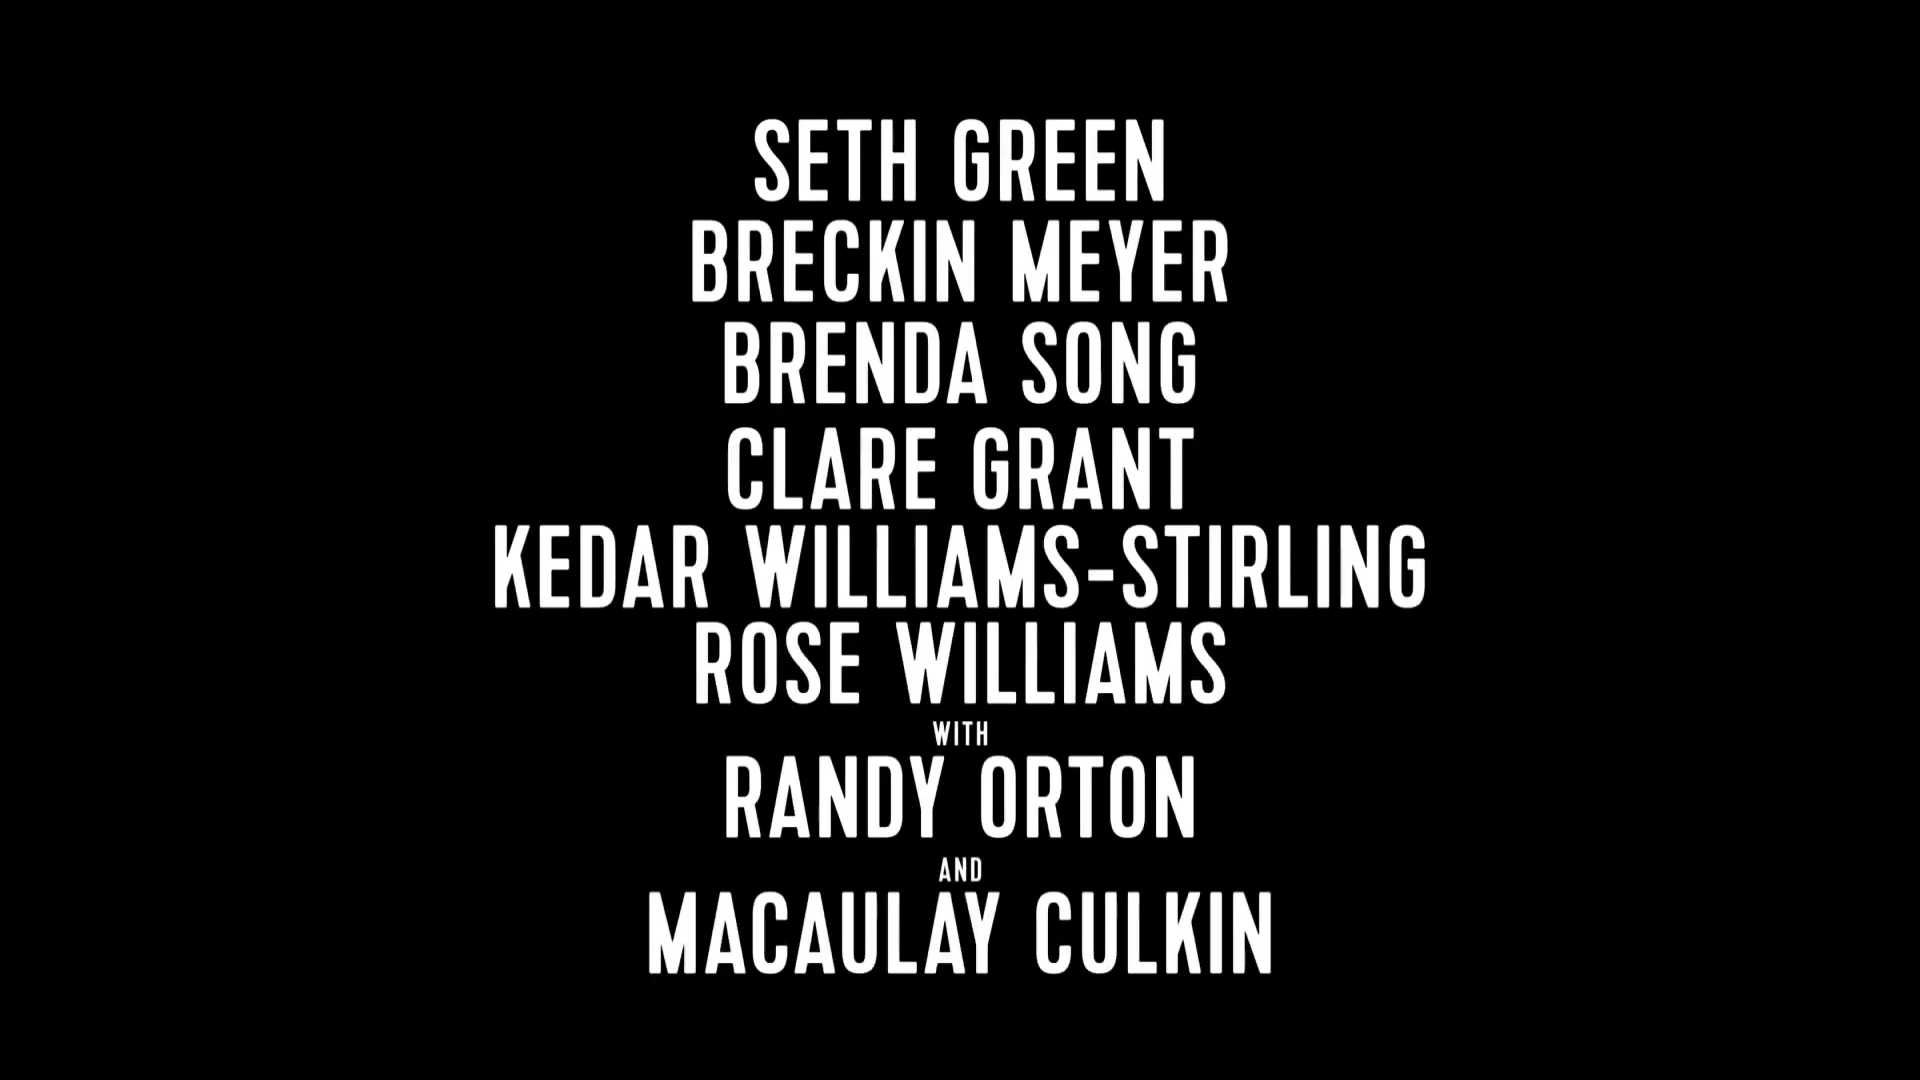 SETH GREEN
BRECKIN MEYER
BRENDA SONG
CLARE GRANT
KEDAR WILLIAMS-STIRLING
ROSE WILLIAMS
WITH
RANDY ORTON
AND
MACAULAY CULKIN